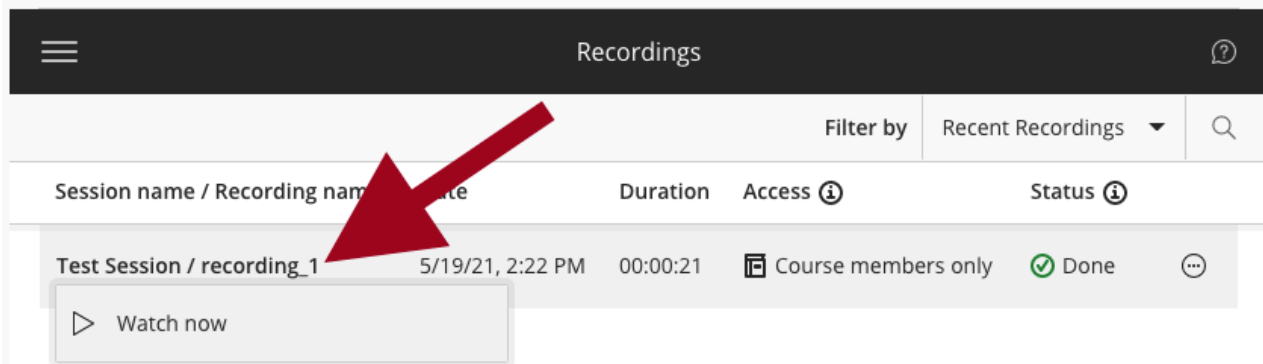 Recordings
Filter by Recent Recordings
Session name / Recording Duration Access Status
Test Session / recording_1 5/19/21, 2:22 PM 00:00:21 Course members only Done
Watch now